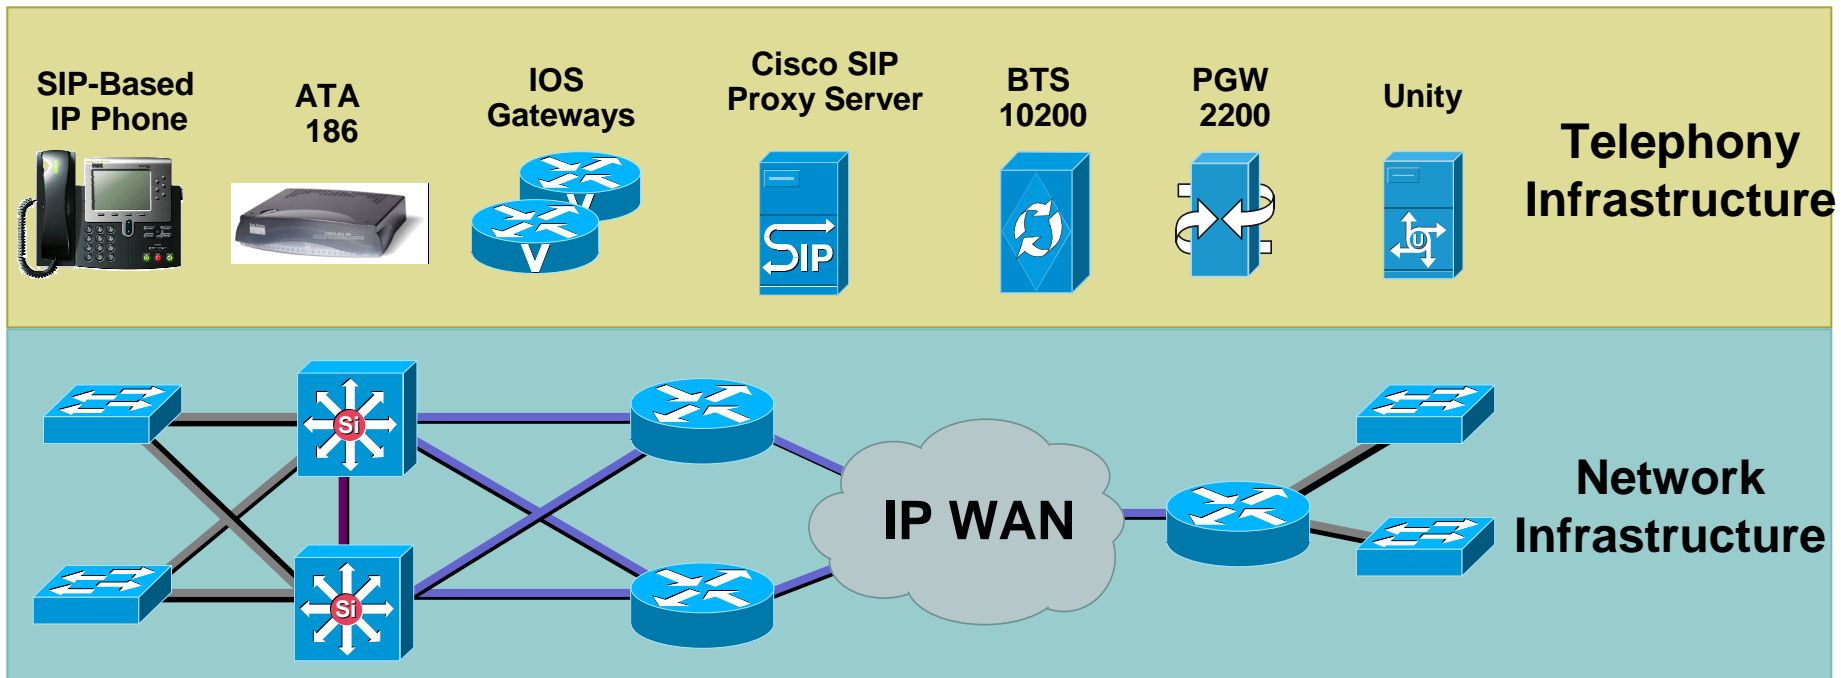 SIP-Based
IP Phone
ATA
186
IOS
Gateways
Cisco SIP
Proxy Server
BTS
10200
PGW
2200
Unity
Telephony
Infrastructure
V
V
SIP
U
Si
Si
IP WAN
Network
Infrastructure